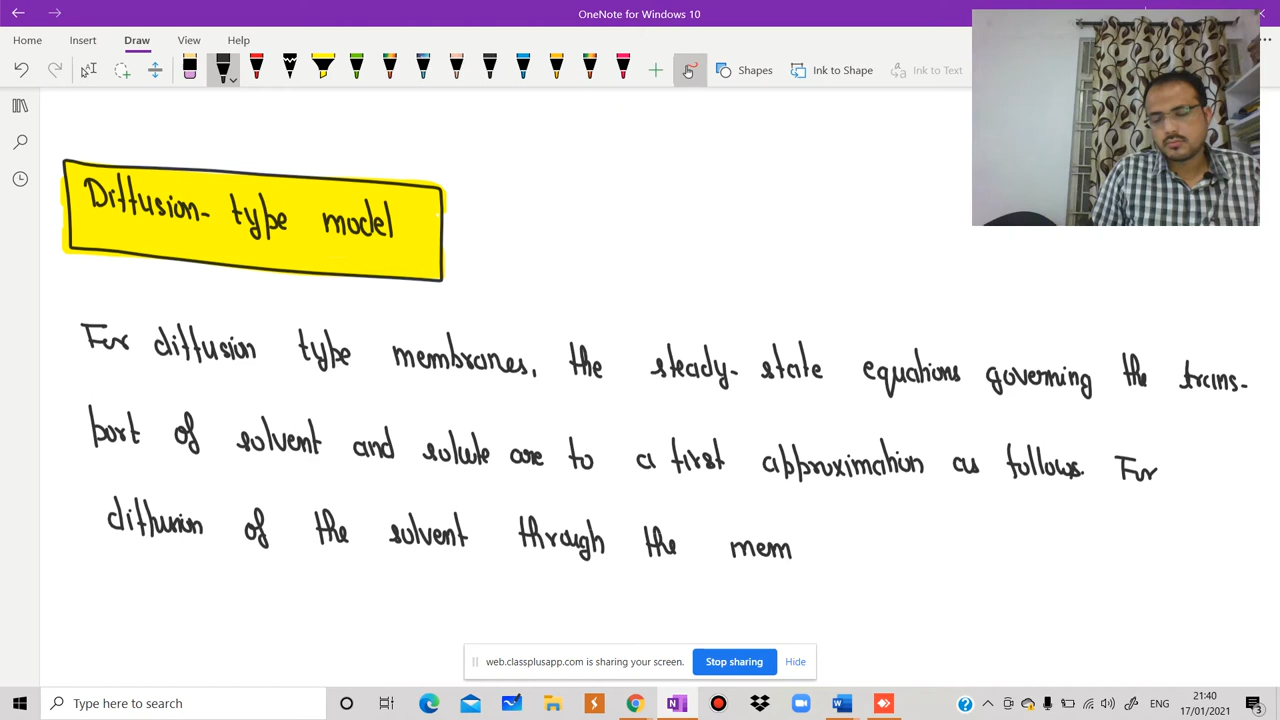 OneNote for Windows 10
Home Insert Draw View Help
Shapes Ink to Shape Ink to Text
Diffusion-type model
For diffusion type membranes, the steady-state equations governing the trans-
port of solvent and solute are to a first approximation as follows. For
diffusion of the solvent through the mem
web.classplusapp.com is sharing your screen. Stop sharing Hide
Type here to search
ENG 21:40
17/01/2021
3